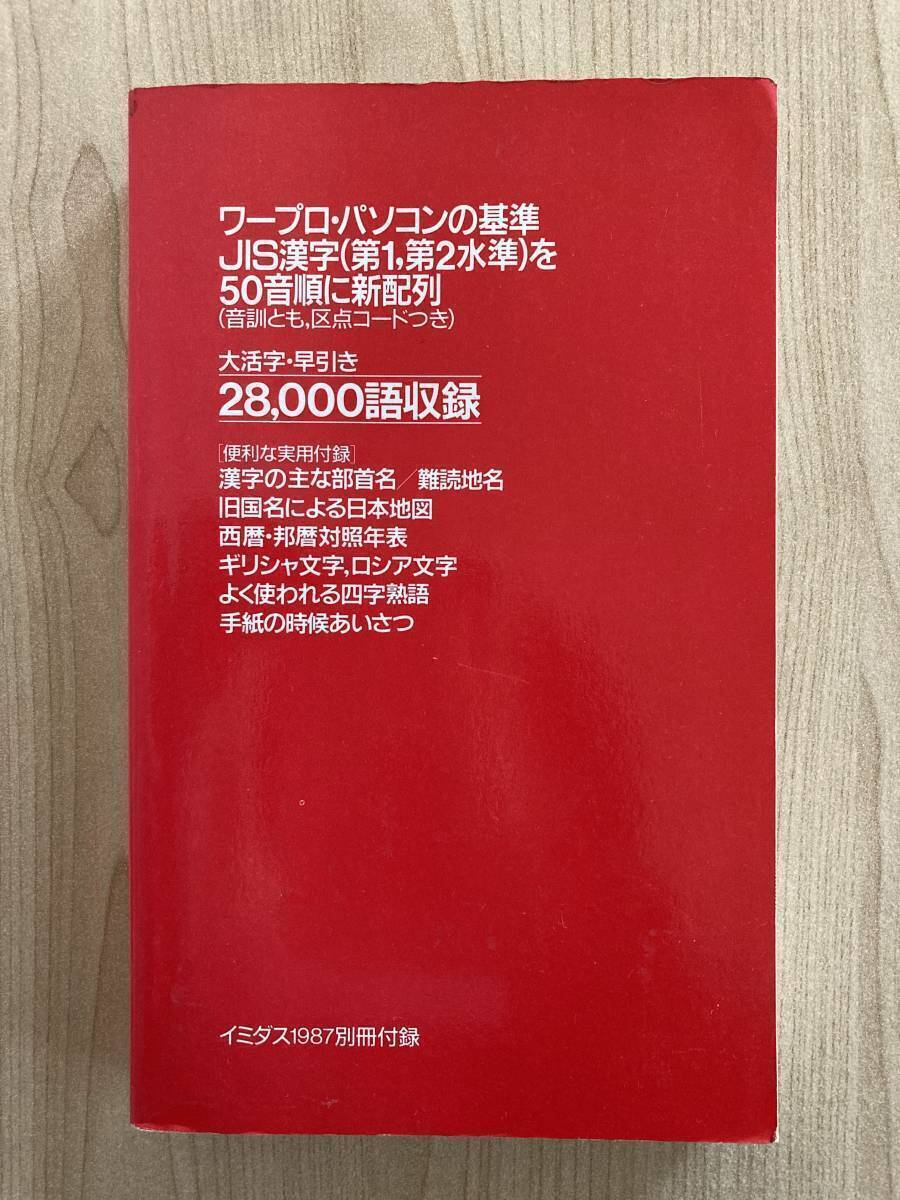 ワープロ・パソコンの基準
JIS漢字(第1,第2水準)を
50音順に新配列
(音訓とも,区点コードつき)
大活字・早引き
28,000語収録
[便利な実用付録]
漢字の主な部首名/難読地名
旧国名による日本地図
西暦・邦暦対照年表
ギリシャ文字,ロシア文字
よく使われる四字熟語
手紙の時候あいさつ
イミダス1987別冊付録